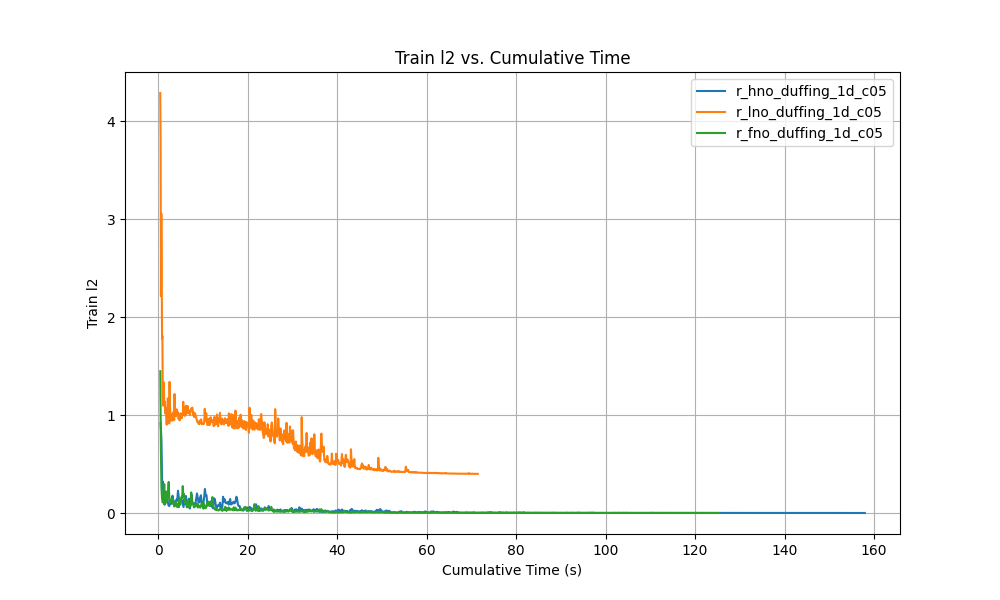 Train l2 vs. Cumulative Time
r_hno_duffing_1d_c05
r_lno_duffing_1d_c05
r_fno_duffing_1d_c05
Train l2
4
3
2
1
0
0 20 40 60 80 100 120 140 160
Cumulative Time (s)